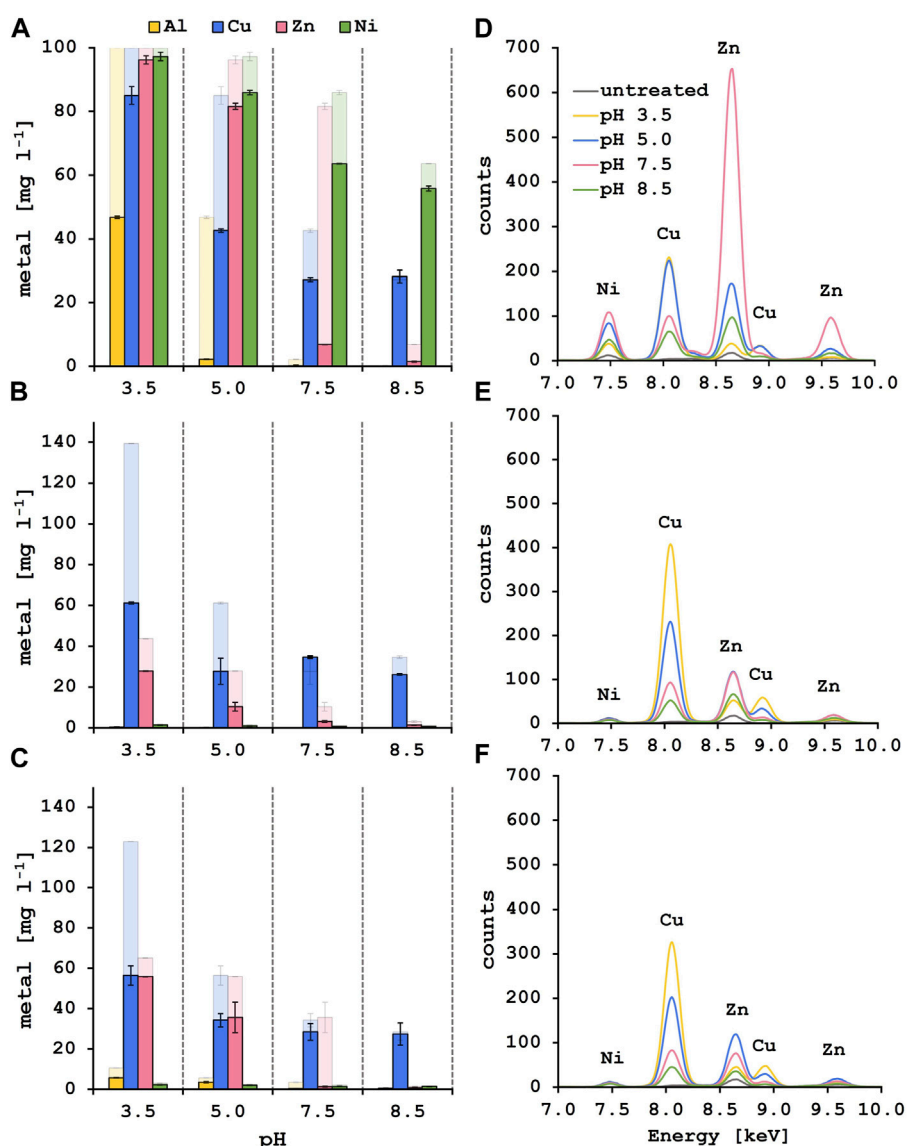 A
Al Cu Zn Ni
metal [mg l⁻¹]
100
80
60
40
20
0
3.5 5.0 7.5 8.5
B
metal [mg l⁻¹]
140
120
100
80
60
40
20
0
3.5 5.0 7.5 8.5
C
metal [mg l⁻¹]
140
120
100
80
60
40
20
0
3.5 5.0 7.5 8.5
pH
D
counts
700
600
500
400
300
200
100
0
untreated
pH 3.5
pH 5.0
pH 7.5
pH 8.5
Ni Cu Zn Cu Zn
7.0 7.5 8.0 8.5 9.0 9.5 10.0
E
counts
700
600
500
400
300
200
100
0
Ni Cu Zn Cu Zn
7.0 7.5 8.0 8.5 9.0 9.5 10.0
F
counts
700
600
500
400
300
200
100
0
Ni Cu Zn Cu Zn
7.0 7.5 8.0 8.5 9.0 9.5 10.0
Energy [keV]